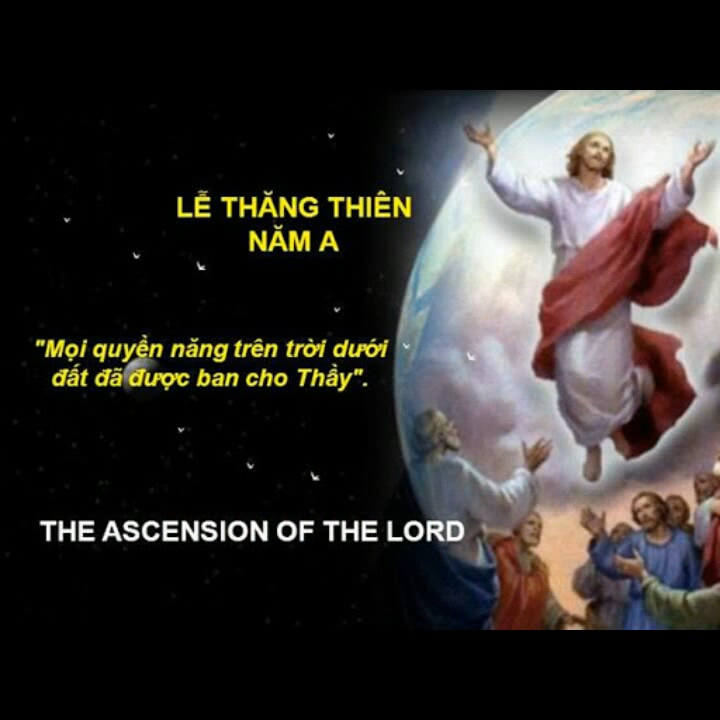 LỄ THĂNG THIÊN
NĂM A
"Mọi quyền năng trên trời dưới
đất đã được ban cho Thầy".
THE ASCENSION OF THE LORD